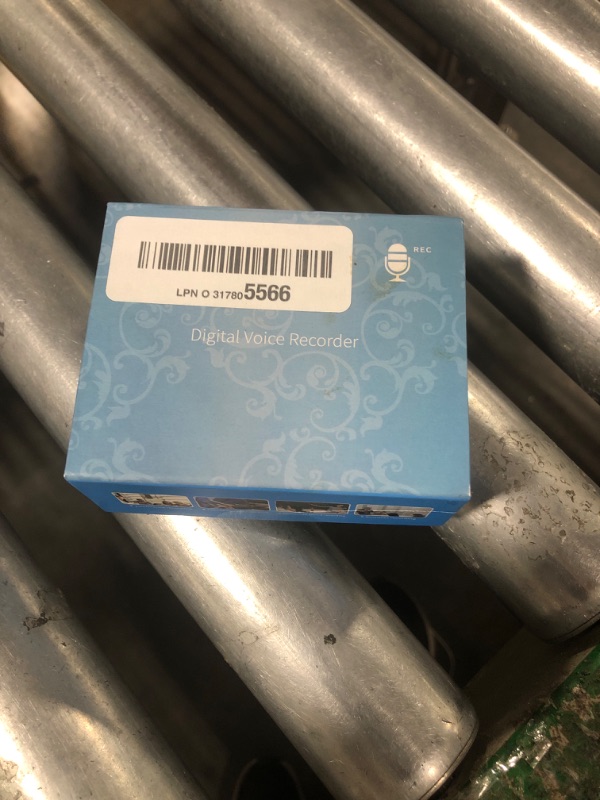 REC
LPN O 317805566
Digital Voice Recorder